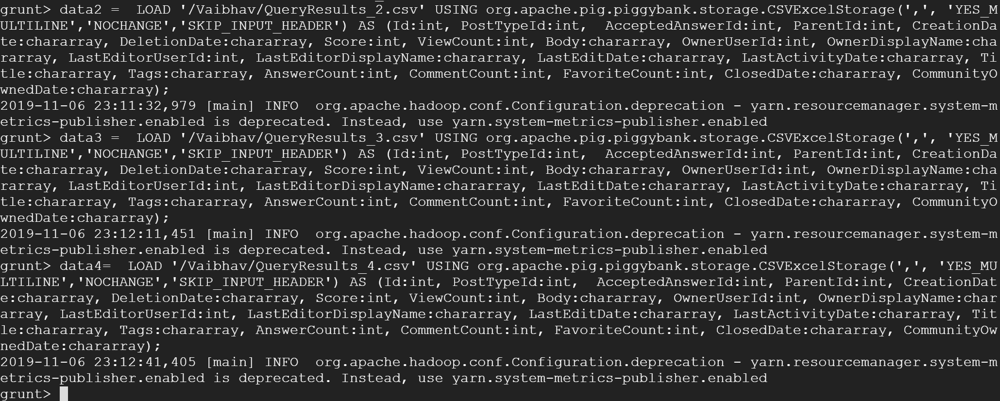 grunt> data2 =  LOAD '/Vaibhav/QueryResults_2.csv' USING org.apache.pig.piggybank.storage.CSVExcelStorage(',', 'YES_M
ULTILINE','NOCHANGE','SKIP_INPUT_HEADER') AS (Id:int, PostTypeId:int,  AcceptedAnswerId:int, ParentId:int, CreationDa
te:chararray, DeletionDate:chararray, Score:int, ViewCount:int, Body:chararray, OwnerUserId:int, OwnerDisplayName:cha
rarray, LastEditorUserId:int, LastEditorDisplayName:chararray, LastEditDate:chararray, LastActivityDate:chararray, Ti
tle:chararray, Tags:chararray, AnswerCount:int, CommentCount:int, FavoriteCount:int, ClosedDate:chararray, CommunityO
wnedDate:chararray);
2019-11-06 23:11:32,979 [main] INFO  org.apache.hadoop.conf.Configuration.deprecation - yarn.resourcemanager.system-m
etrics-publisher.enabled is deprecated. Instead, use yarn.system-metrics-publisher.enabled
grunt> data3 =  LOAD '/Vaibhav/QueryResults_3.csv' USING org.apache.pig.piggybank.storage.CSVExcelStorage(',', 'YES_M
ULTILINE','NOCHANGE','SKIP_INPUT_HEADER') AS (Id:int, PostTypeId:int,  AcceptedAnswerId:int, ParentId:int, CreationDa
te:chararray, DeletionDate:chararray, Score:int, ViewCount:int, Body:chararray, OwnerUserId:int, OwnerDisplayName:cha
rarray, LastEditorUserId:int, LastEditorDisplayName:chararray, LastEditDate:chararray, LastActivityDate:chararray, Ti
tle:chararray, Tags:chararray, AnswerCount:int, CommentCount:int, FavoriteCount:int, ClosedDate:chararray, CommunityO
wnedDate:chararray);
2019-11-06 23:12:11,451 [main] INFO  org.apache.hadoop.conf.Configuration.deprecation - yarn.resourcemanager.system-m
etrics-publisher.enabled is deprecated. Instead, use yarn.system-metrics-publisher.enabled
grunt> data4=  LOAD '/Vaibhav/QueryResults_4.csv' USING org.apache.pig.piggybank.storage.CSVExcelStorage(',', 'YES_MU
LTILINE','NOCHANGE','SKIP_INPUT_HEADER') AS (Id:int, PostTypeId:int,  AcceptedAnswerId:int, ParentId:int, CreationDat
e:chararray, DeletionDate:chararray, Score:int, ViewCount:int, Body:chararray, OwnerUserId:int, OwnerDisplayName:char
array, LastEditorUserId:int, LastEditorDisplayName:chararray, LastEditDate:chararray, LastActivityDate:chararray, Tit
le:chararray, Tags:chararray, AnswerCount:int, CommentCount:int, FavoriteCount:int, ClosedDate:chararray, CommunityOw
nedDate:chararray);
2019-11-06 23:12:41,405 [main] INFO  org.apache.hadoop.conf.Configuration.deprecation - yarn.resourcemanager.system-m
etrics-publisher.enabled is deprecated. Instead, use yarn.system-metrics-publisher.enabled
grunt>